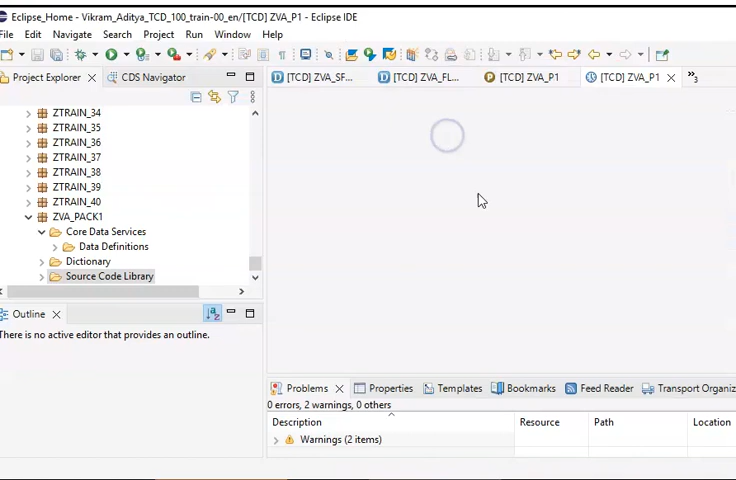 Eclipse_Home - Vikram_Aditya_TCD_100_train-00_en/[TCD] ZVA_P1 - Eclipse IDE
File Edit Navigate Search Project Run Window Help
Project Explorer CDS Navigator
[TCD] ZVA_SF... [TCD] ZVA_FL... [TCD] ZVA_P1 [TCD] ZVA_P1 »3
ZTRAIN_34
ZTRAIN_35
ZTRAIN_36
ZTRAIN_37
ZTRAIN_38
ZTRAIN_39
ZTRAIN_40
ZVA_PACK1
Core Data Services
Data Definitions
Dictionary
Source Code Library
Outline
There is no active editor that provides an outline.
Problems Properties Templates Bookmarks Feed Reader Transport Organiz
0 errors, 2 warnings, 0 others
Description Resource Path Location
Warnings (2 items)